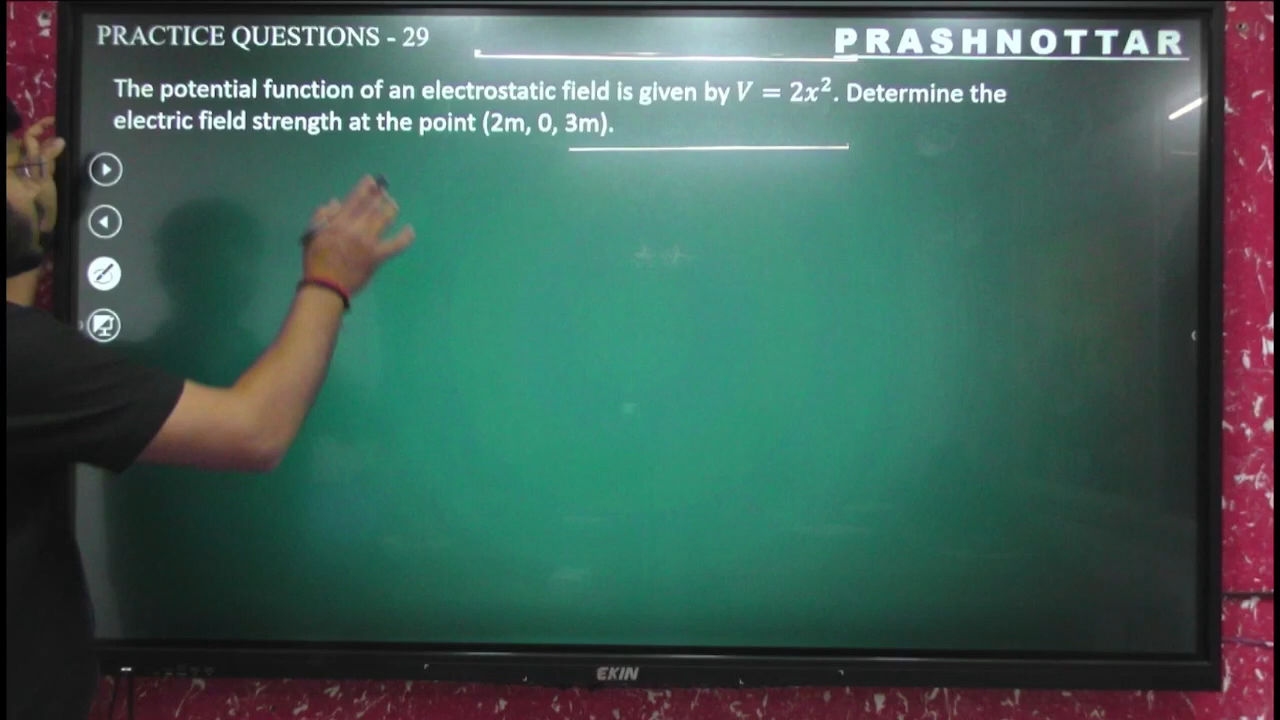 PRACTICE QUESTIONS - 29
PRASHNOTTAR
The potential function of an electrostatic field is given by V = 2x². Determine the
electric field strength at the point (2m, 0, 3m).
EKIN